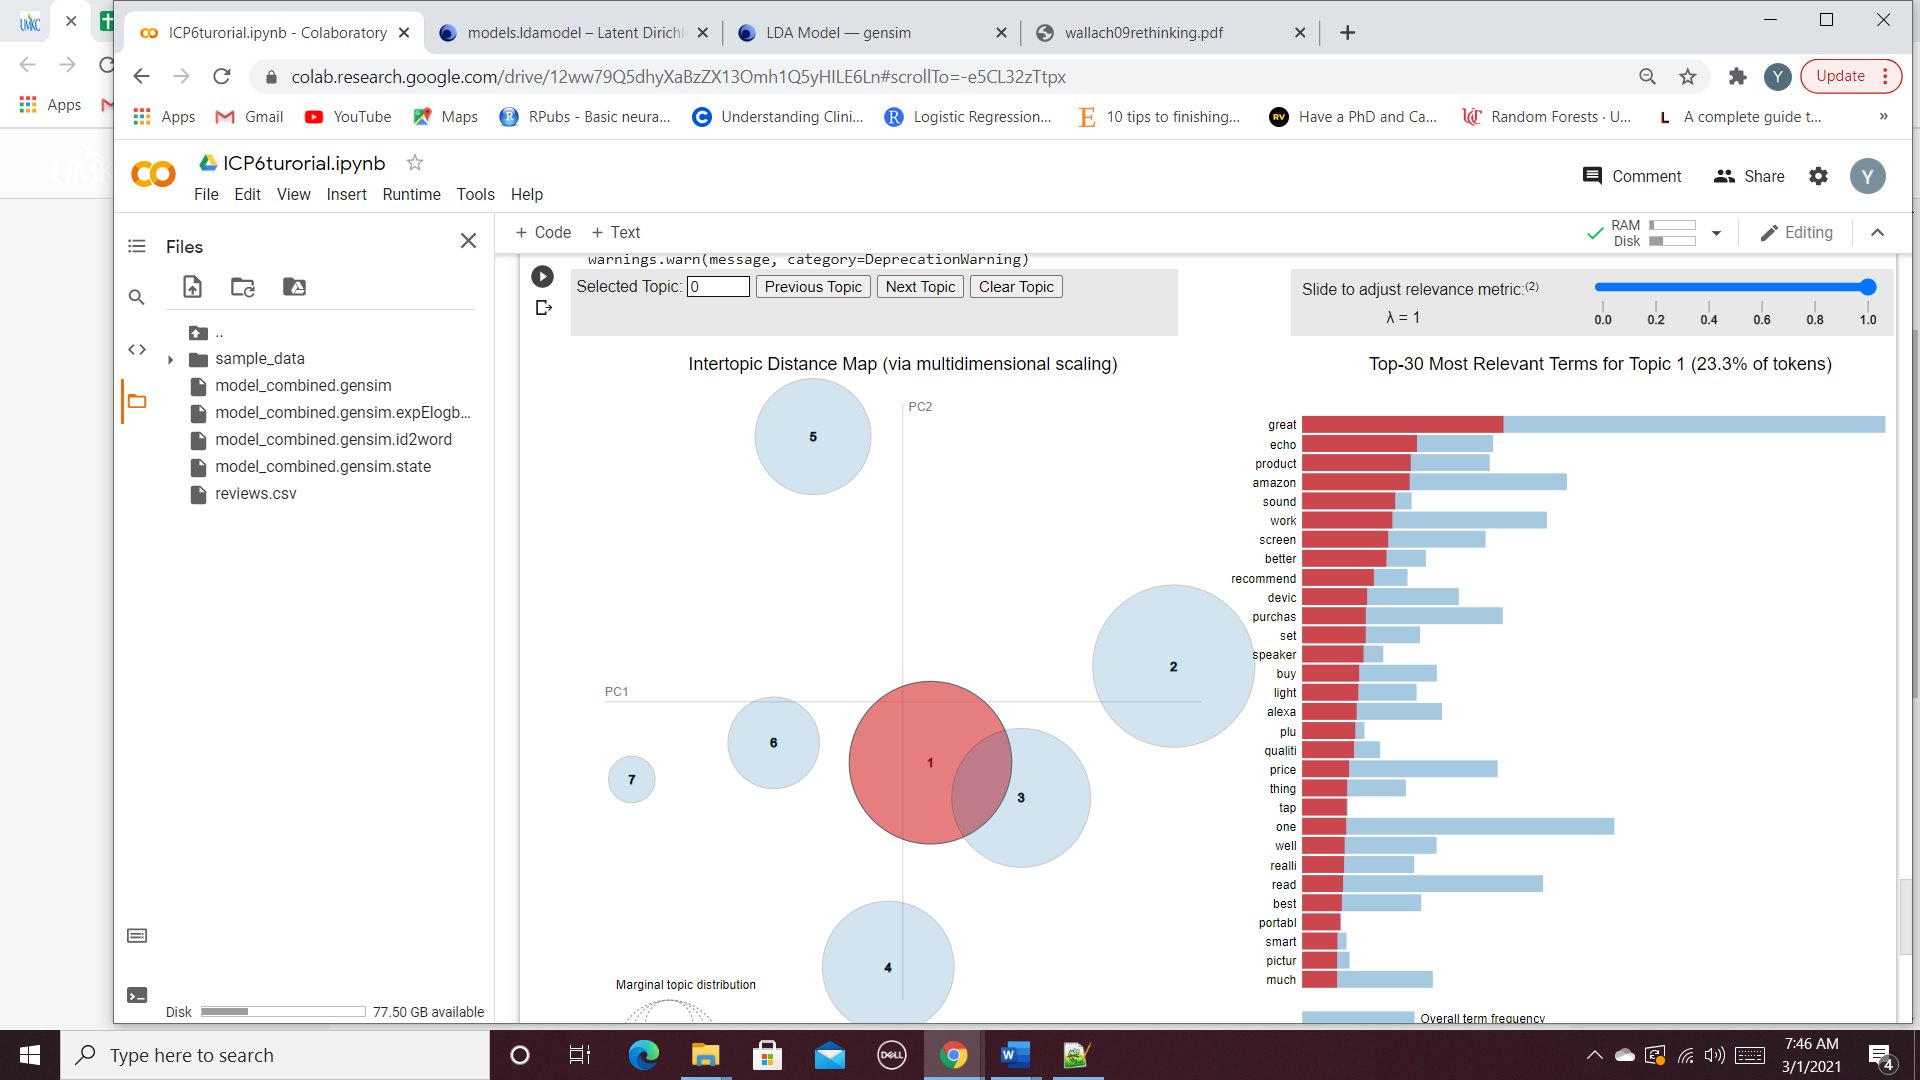 UMKC
ICP6turorial.ipynb - Colaboratory
models.ldamodel – Latent Dirichl
LDA Model — gensim
wallach09rethinking.pdf
colab.research.google.com/drive/12ww79Q5dhyXaBzZX13Omh1Q5yHILE6Ln#scrollTo=-e5CL32zTtpx
Y
Update
Apps
Apps
Gmail
YouTube
Maps
RPubs - Basic neura...
Understanding Clini...
Logistic Regression...
10 tips to finishing...
Have a PhD and Ca...
Random Forests · U...
A complete guide t...
»
ICP6turorial.ipynb
Comment
Share
Y
File Edit View Insert Runtime Tools Help
Files
+ Code + Text
RAM
Disk
Editing
..
sample_data
model_combined.gensim
model_combined.gensim.expElogb...
model_combined.gensim.id2word
model_combined.gensim.state
reviews.csv
Disk 77.50 GB available
warnings.warn(message, category=DeprecationWarning)
Selected Topic: 0 Previous Topic Next Topic Clear Topic
Slide to adjust relevance metric:(2)
λ = 1
0.0 0.2 0.4 0.6 0.8 1.0
Intertopic Distance Map (via multidimensional scaling)
PC2
5
2
PC1
6
1
7
3
4
Marginal topic distribution
Top-30 Most Relevant Terms for Topic 1 (23.3% of tokens)
great
echo
product
amazon
sound
work
screen
better
recommend
devic
purchas
set
speaker
buy
light
alexa
plu
qualiti
price
thing
tap
one
well
realli
read
best
portabl
smart
pictur
much
Overall term frequency
Type here to search
DELL
W
7:46 AM
3/1/2021
4